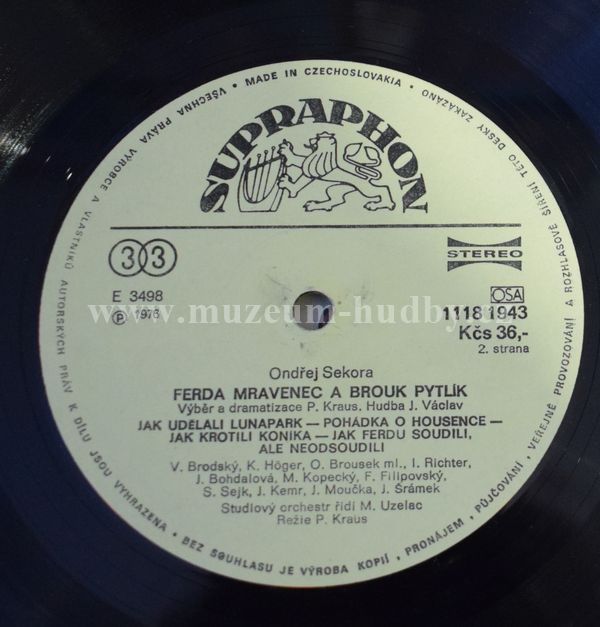 • MADE IN CZECHOSLOVAKIA •
VŠECHNA PRÁVA VÝROBCE A VLASTNÍKŮ AUTORSKÝCH PRÁV K DÍLU JSOU VYHRAZENA • BEZ SOUHLASU JE VÝROBA KOPIÍ, PRONÁJEM, PŮJČOVÁNÍ, VEŘEJNÉ PROVOZOVÁNÍ A ROZHLASOVÉ ŠÍŘENÍ TÉTO DESKY ZAKÁZÁNO
SUPRAPHON
33
STEREO
E 3498
OSA
℗ 1976
1118 1943
www.muzeum-hudby.cz
Kčs 36,-
2. strana
Ondřej Sekora
FERDA MRAVENEC A BROUK PYTLÍK
Výběr a dramatizace P. Kraus. Hudba J. Václav
JAK UDĚLALI LUNAPARK — POHÁDKA O HOUSENCE —
JAK KROTILI KONÍKA — JAK FERDU SOUDILI,
ALE NEODSOUDILI
V. Brodský, K. Höger, O. Brousek ml., I. Richter,
J. Bohdalová, M. Kopecký, F. Filipovský,
S. Sejk, J. Kemr, J. Moučka, J. Šrámek
Studiový orchestr řídí M. Uzelac
Režie P. Kraus